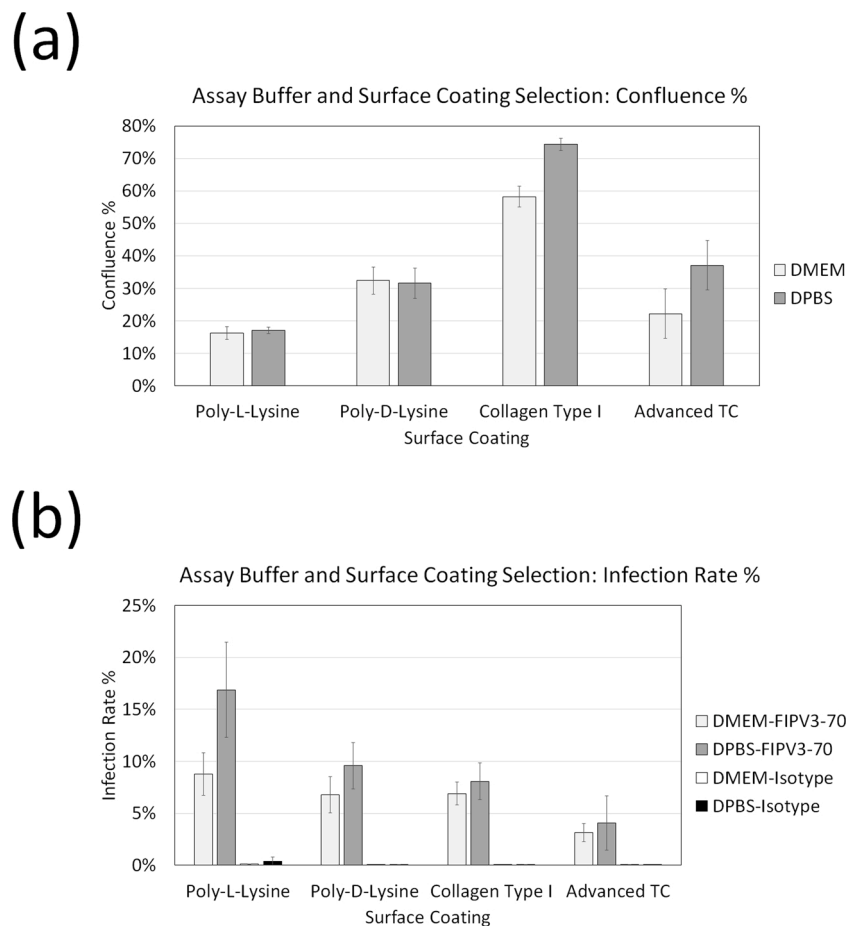 (a)
Assay Buffer and Surface Coating Selection: Confluence %
80%
70%
60%
50%
40%
30%
20%
10%
0%
Confluence %
Poly-L-Lysine Poly-D-Lysine Collagen Type I Advanced TC
Surface Coating
DMEM
DPBS
(b)
Assay Buffer and Surface Coating Selection: Infection Rate %
25%
20%
15%
10%
5%
0%
Infection Rate %
Poly-L-Lysine Poly-D-Lysine Collagen Type I Advanced TC
Surface Coating
DMEM-FIPV3-70
DPBS-FIPV3-70
DMEM-Isotype
DPBS-Isotype